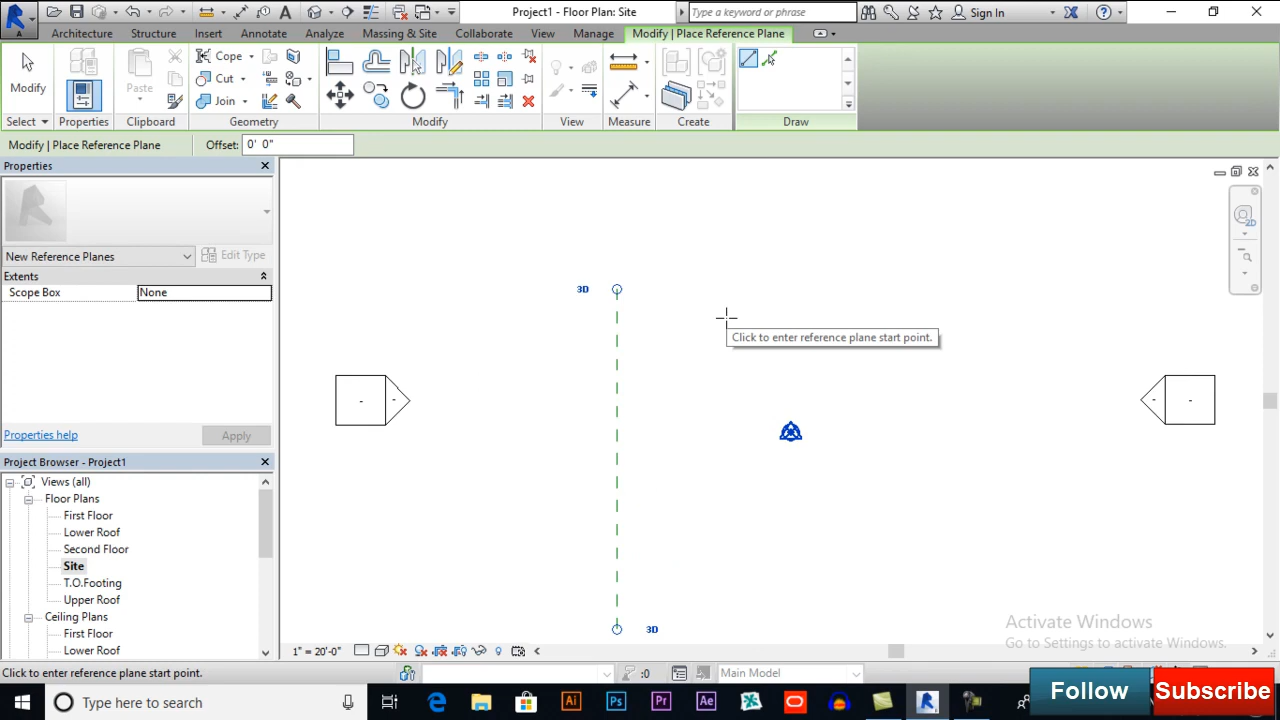 Project1 - Floor Plan: Site
Type a keyword or phrase
Sign In
Architecture Structure Insert Annotate Analyze Massing & Site Collaborate View Manage Modify | Place Reference Plane
Modify
Paste
Cope
Cut
Join
Select Properties Clipboard Geometry Modify View Measure Create Draw
Modify | Place Reference Plane Offset: 0' 0"
Properties
New Reference Planes Edit Type
Extents
Scope Box None
Properties help Apply
Project Browser - Project1
Views (all)
Floor Plans
First Floor
Lower Roof
Second Floor
Site
T.O.Footing
Upper Roof
Ceiling Plans
First Floor
Lower Roof
2D
3D
Click to enter reference plane start point.
3D
Activate Windows
Go to Settings to activate Windows.
1" = 20'-0"
Click to enter reference plane start point.
:0
Main Model
Follow
Subscribe
Type here to search
Ai Ps Pr Ae